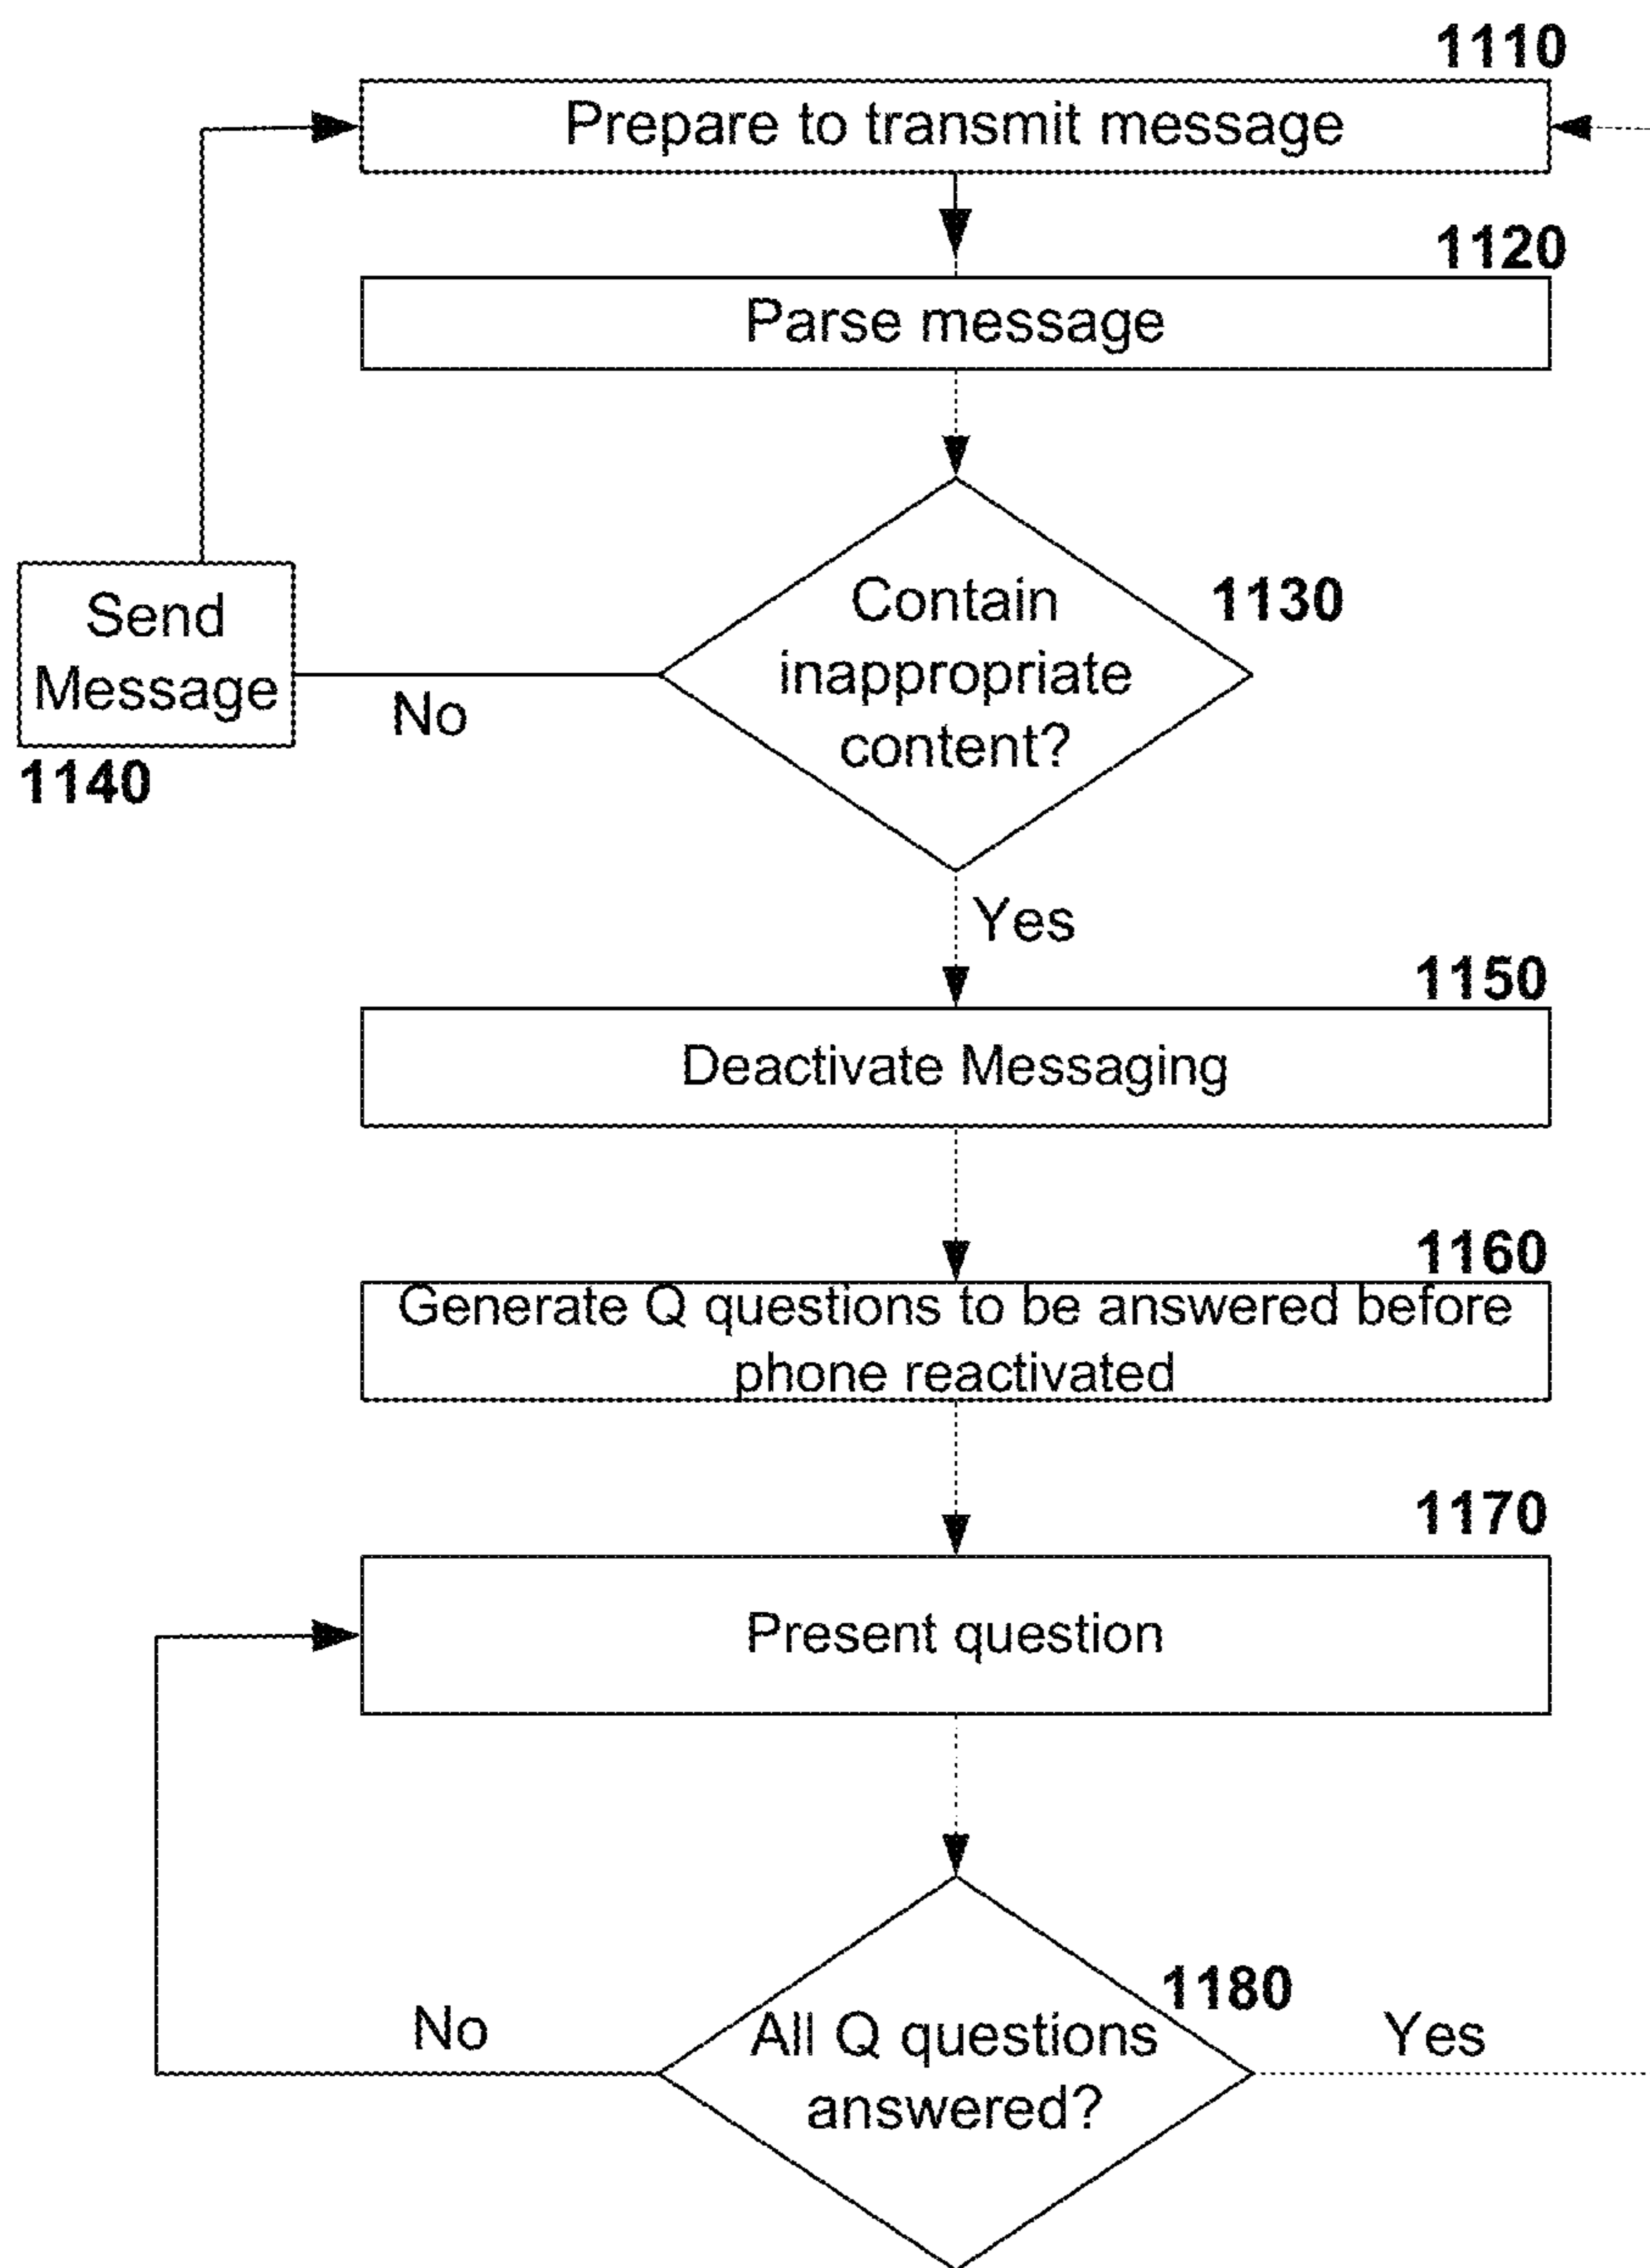 1110
Prepare to transmit message
1120
Parse message
Contain
inappropriate
content?
1130
Send
Message
1140
No
Yes
1150
Deactivate Messaging
1160
Generate Q questions to be answered before
phone reactivated
1170
Present question
1180
All Q questions
answered?
No
Yes